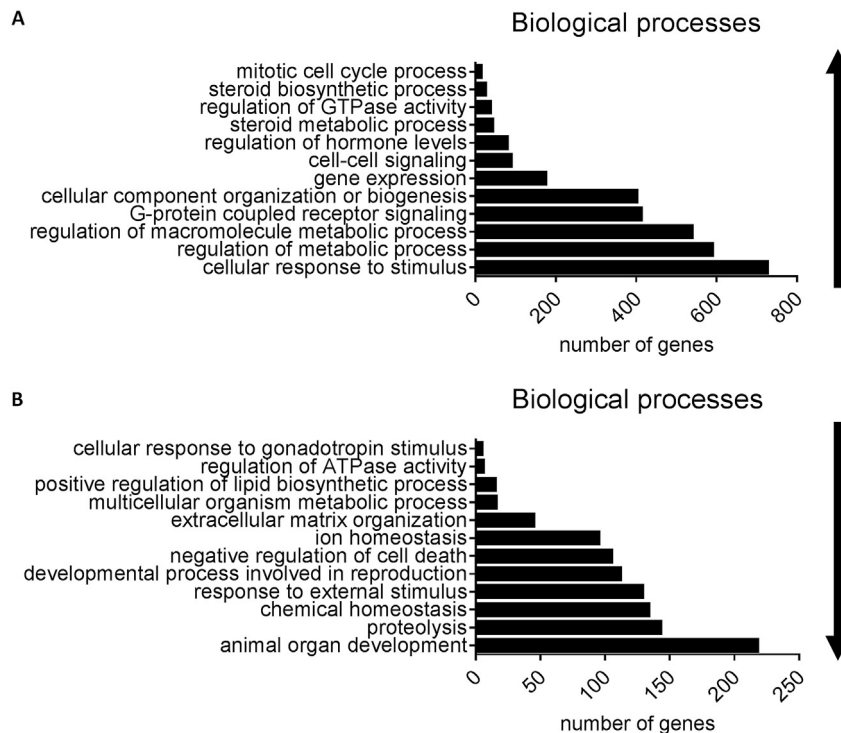 A
Biological processes
mitotic cell cycle process
steroid biosynthetic process
regulation of GTPase activity
steroid metabolic process
regulation of hormone levels
cell-cell signaling
gene expression
cellular component organization or biogenesis
G-protein coupled receptor signaling
regulation of macromolecule metabolic process
regulation of metabolic process
cellular response to stimulus
0 200 400 600 800
number of genes
B
Biological processes
cellular response to gonadotropin stimulus
regulation of ATPase activity
positive regulation of lipid biosynthetic process
multicellular organism metabolic process
extracellular matrix organization
ion homeostasis
negative regulation of cell death
developmental process involved in reproduction
response to external stimulus
chemical homeostasis
proteolysis
animal organ development
0 50 100 150 200 250
number of genes